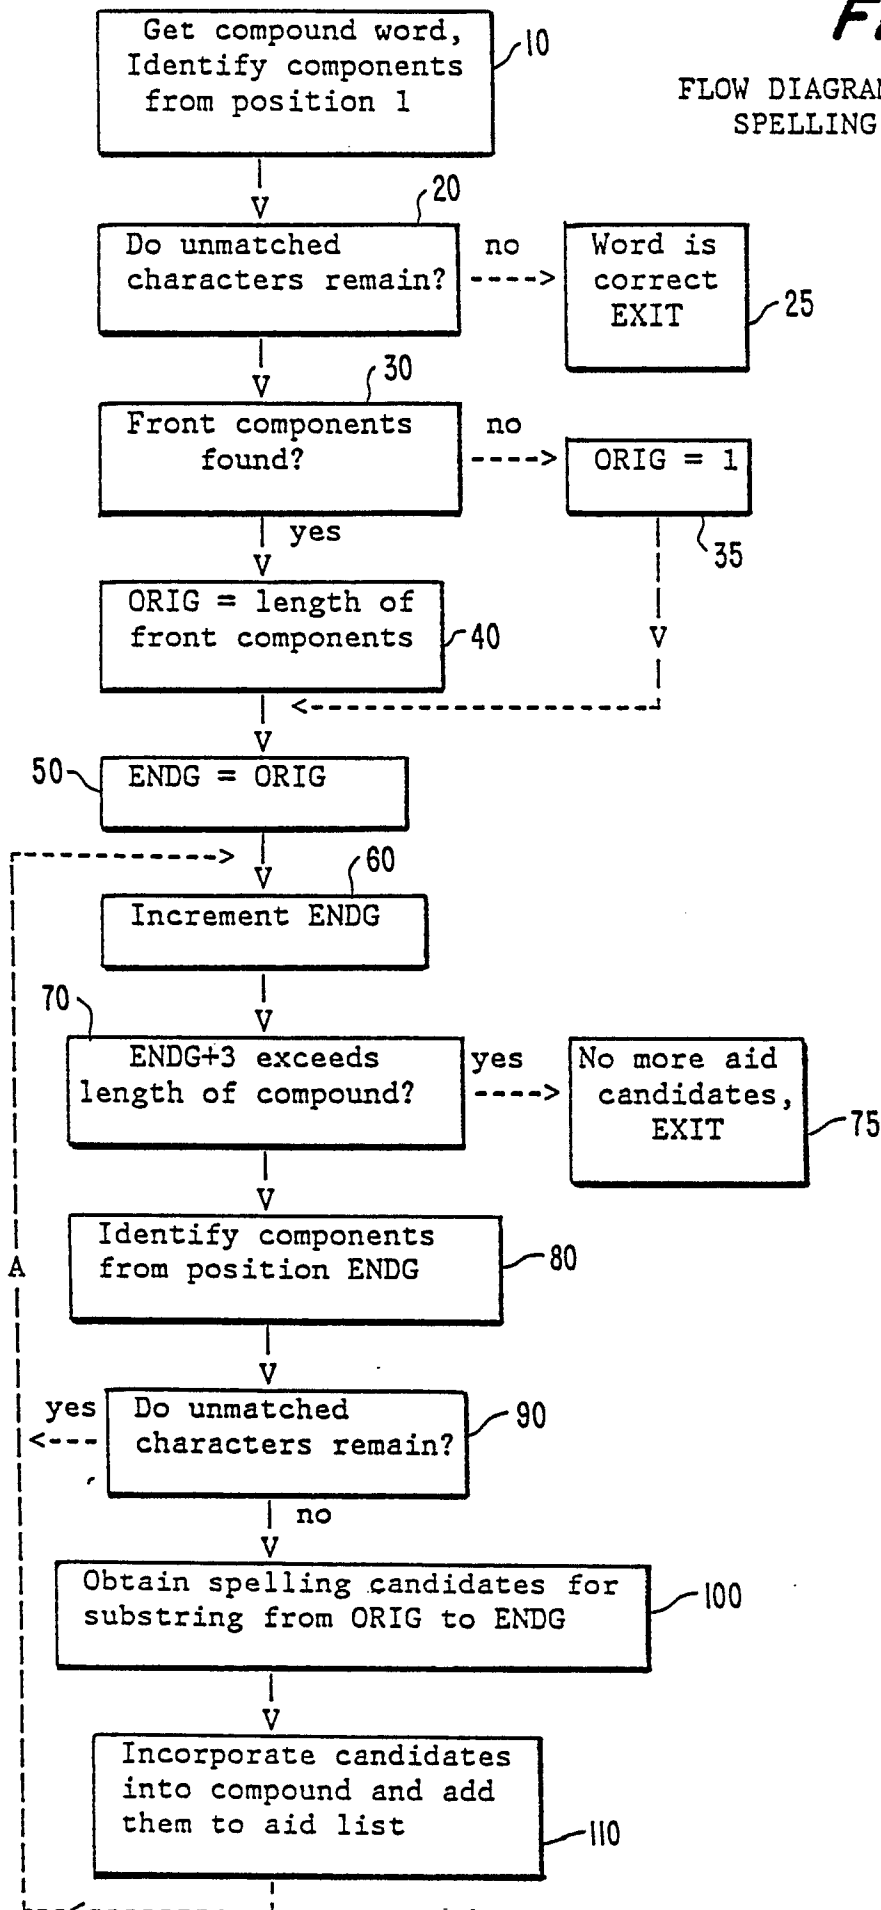 Get compound word,
Identify components
from position 1
10
FLOW DIAGRAM
SPELLING
20
Do unmatched
characters remain?
no
---->
Word is
correct
EXIT
25
V
30
Front components
found?
no
---->
ORIG = 1
35
yes
V
ORIG = length of
front components
40
V
V
50
ENDG = ORIG
60
V
Increment ENDG
70
V
ENDG+3 exceeds
length of compound?
yes
---->
No more aid
candidates,
EXIT
75
V
Identify components
from position ENDG
80
A
V
yes
<----
Do unmatched
characters remain?
90
no
V
Obtain spelling candidates for
substring from ORIG to ENDG
100
V
Incorporate candidates
into compound and add
them to aid list
110